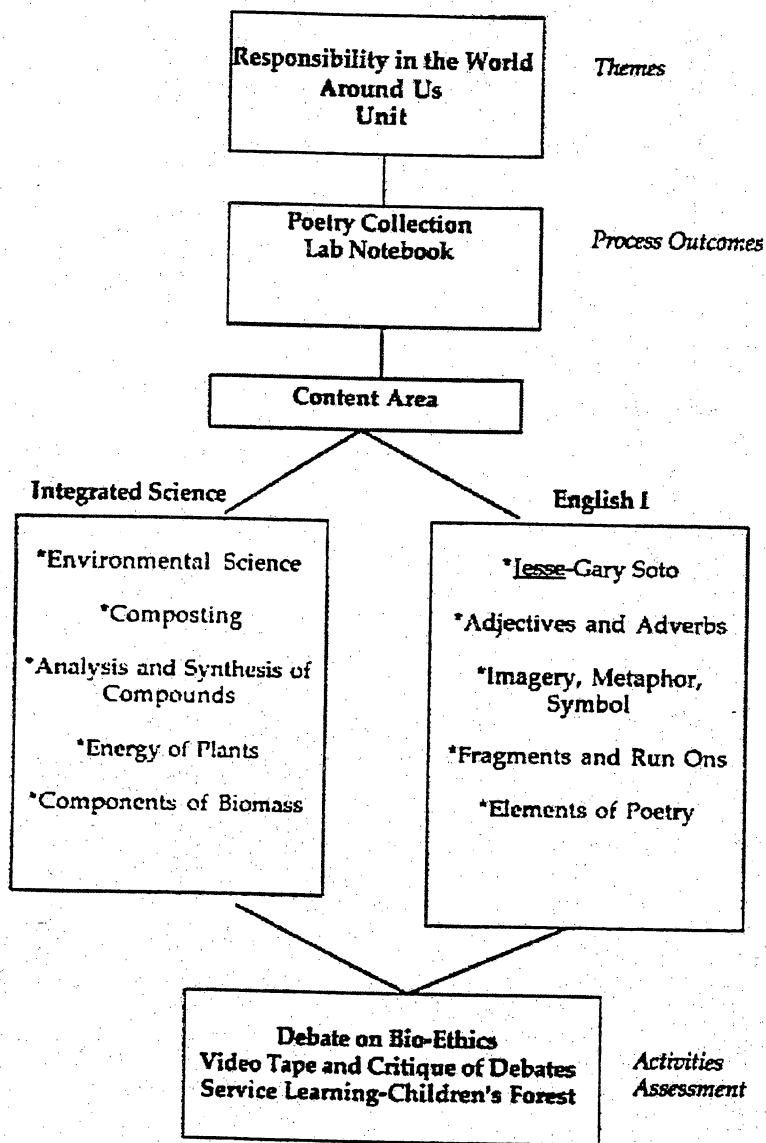 Responsibility in the World
Around Us
Unit
Themes
Poetry Collection
Lab Notebook
Process Outcomes
Content Area
Integrated Science
*Environmental Science
*Composting
*Analysis and Synthesis of
Compounds
*Energy of Plants
*Components of Biomass
English I
*Jesse-Gary Soto
*Adjectives and Adverbs
*Imagery, Metaphor,
Symbol
*Fragments and Run Ons
*Elements of Poetry
Debate on Bio-Ethics
Video Tape and Critique of Debates
Service Learning-Children's Forest
Activities
Assessment